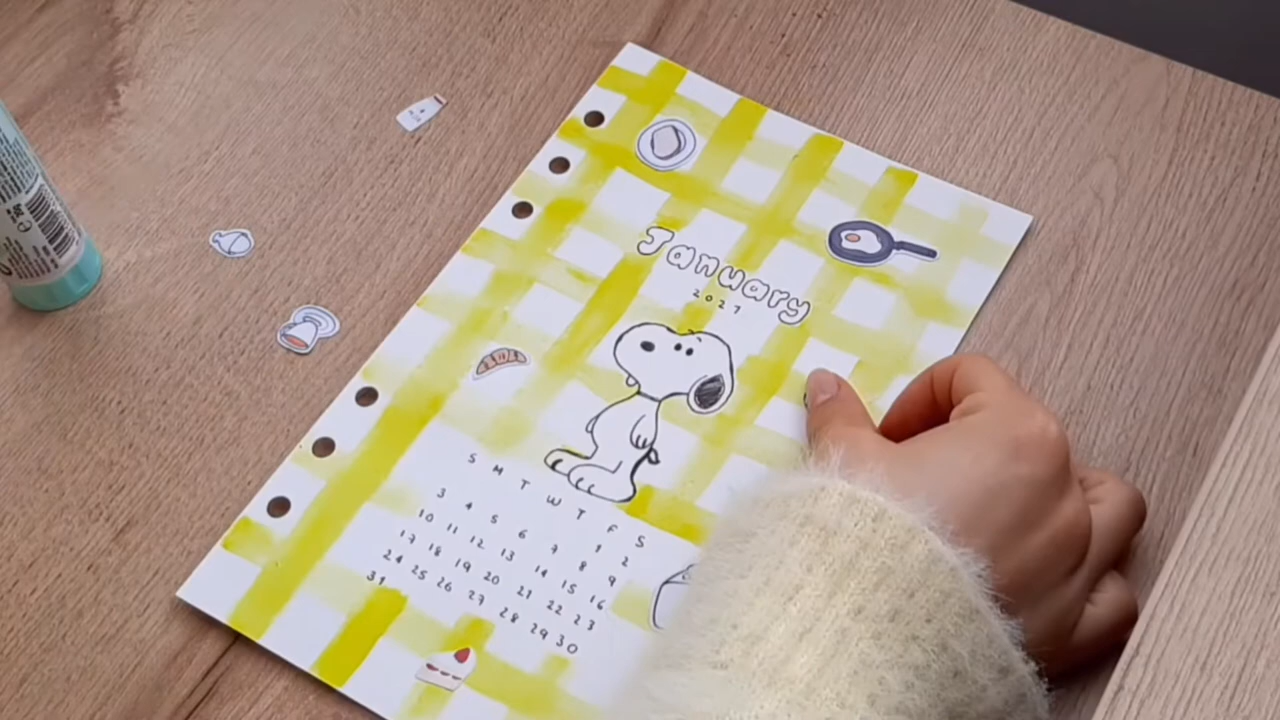 January
2021
S M T W T F S
1 2
3 4 5 6 7 8 9
10 11 12 13 14 15 16
17 18 19 20 21 22 23
24 25 26 27 28 29 30
31